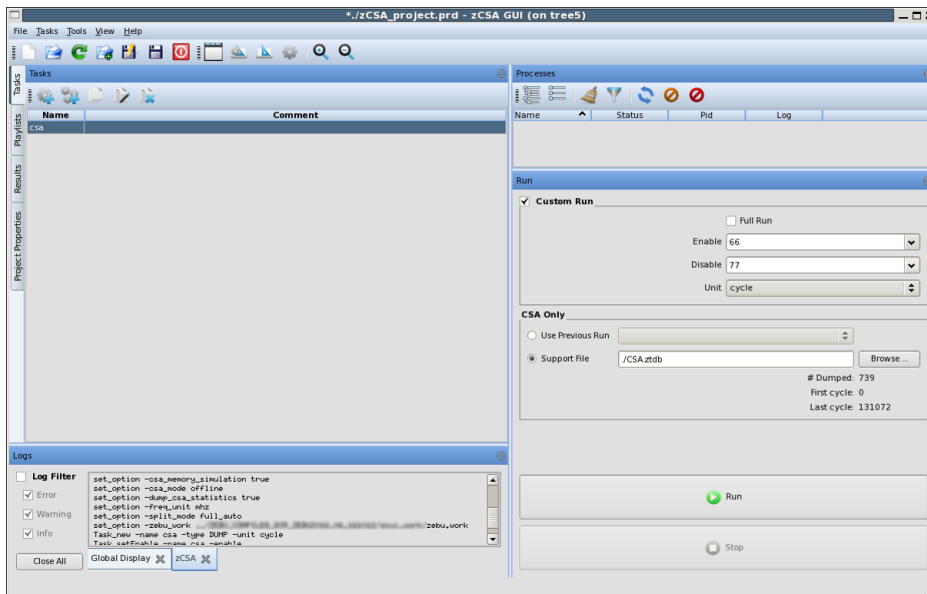 *./zCSA_project.prd - zCSA GUI (on tree5)
File Tasks Tools View Help
Tasks
Playlists
Results
Project Properties
Tasks
Name Comment
csa
Processes
Name Status Pid Log
Run
Custom Run
Full Run
Enable 66
Disable 77
Unit cycle
CSA Only
Use Previous Run
Support File ./CSA.ztdb Browse ...
# Dumped: 739
First cycle: 0
Last cycle: 131072
Run
Stop
Logs
Log Filter
Error
Warning
Info
Close All
set_option -csa_memory_simulation true
set_option -csa_mode offline
set_option -dump_csa_statistics true
set_option -freq_unit mhz
set_option -split_mode full_auto
set_option -zebu_work /zebu.work
Task_new -name csa -type DUMP -unit cycle
Task_setEnable -name csa -enable
Global Display zCSA